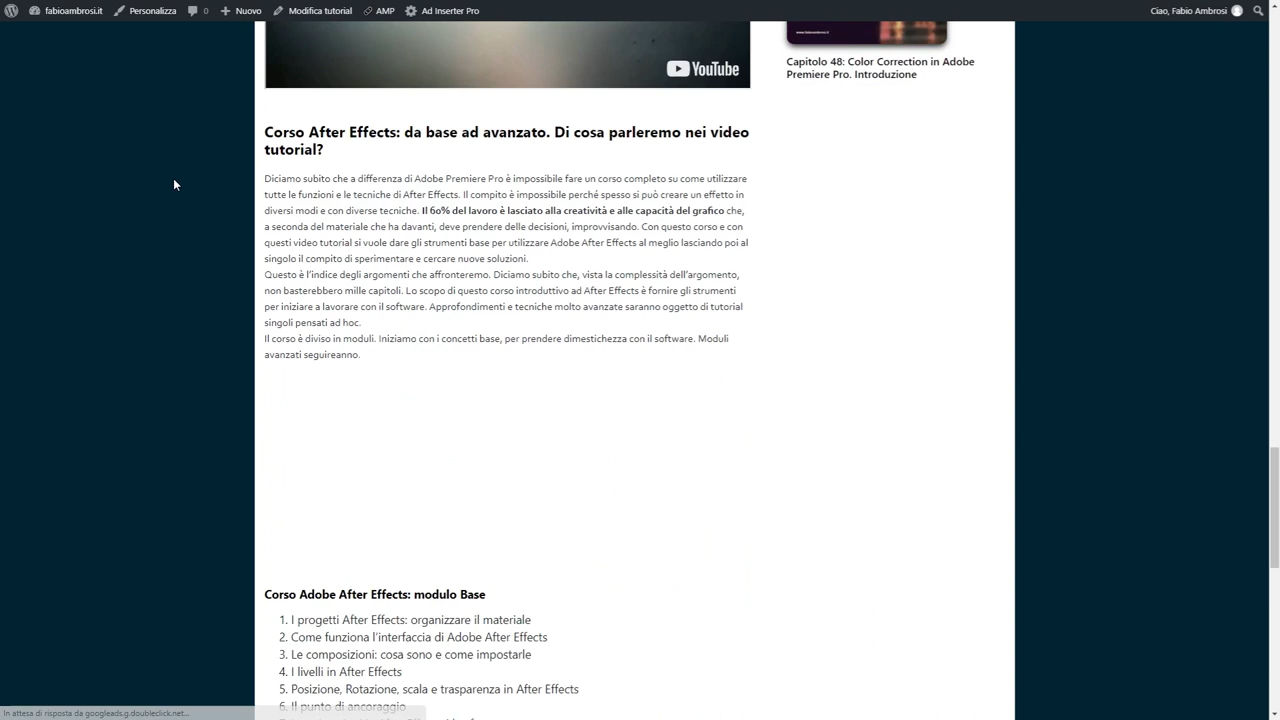 fabioambrosi.it Personalizza 0 Nuovo Modifica tutorial AMP Ad Inserter Pro Ciao, Fabio Ambrosi
YouTube
www.fabioambrosi.it
Capitolo 48: Color Correction in Adobe
Premiere Pro. Introduzione
Corso After Effects: da base ad avanzato. Di cosa parleremo nei video
tutorial?
Diciamo subito che a differenza di Adobe Premiere Pro è impossibile fare un corso completo su come utilizzare
tutte le funzioni e le tecniche di After Effects. Il compito è impossibile perché spesso si può creare un effetto in
diversi modi e con diverse tecniche. Il 60% del lavoro è lasciato alla creatività e alle capacità del grafico che,
a seconda del materiale che ha davanti, deve prendere delle decisioni, improvvisando. Con questo corso e con
questi video tutorial si vuole dare gli strumenti base per utilizzare Adobe After Effects al meglio lasciando poi al
singolo il compito di sperimentare e cercare nuove soluzioni.
Questo è l'indice degli argomenti che affronteremo. Diciamo subito che, vista la complessità dell'argomento,
non basterebbero mille capitoli. Lo scopo di questo corso introduttivo ad After Effects è fornire gli strumenti
per iniziare a lavorare con il software. Approfondimenti e tecniche molto avanzate saranno oggetto di tutorial
singoli pensati ad hoc.
Il corso è diviso in moduli. Iniziamo con i concetti base, per prendere dimestichezza con il software. Moduli
avanzati seguireanno.
Corso Adobe After Effects: modulo Base
1. I progetti After Effects: organizzare il materiale
2. Come funziona l'interfaccia di Adobe After Effects
3. Le composizioni: cosa sono e come impostarle
4. I livelli in After Effects
5. Posizione, Rotazione, scala e trasparenza in After Effects
6. Il punto di ancoraggio
In attesa di risposta da googleads.g.doubleclick.net...